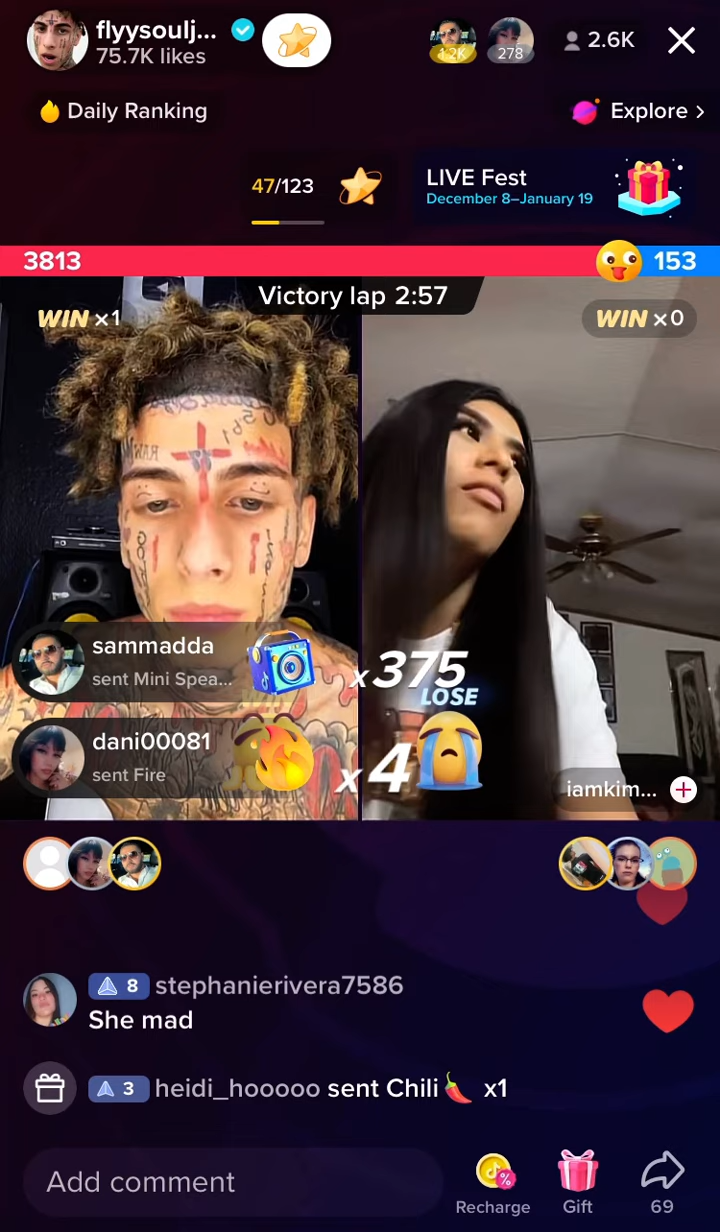 flyysoulj...
75.7K likes
1.2K
278
2.6K
Daily Ranking
Explore >
47/123
LIVE Fest
December 8–January 19
3813
153
Victory lap 2:57
WIN x1
WIN x0
sammadda
sent Mini Spea...
x375
LOSE
dani00081
sent Fire
x4
iamkim...
8 stephanierivera7586
She mad
3 heidi_hooooo sent Chili x1
Add comment
Recharge
Gift
69